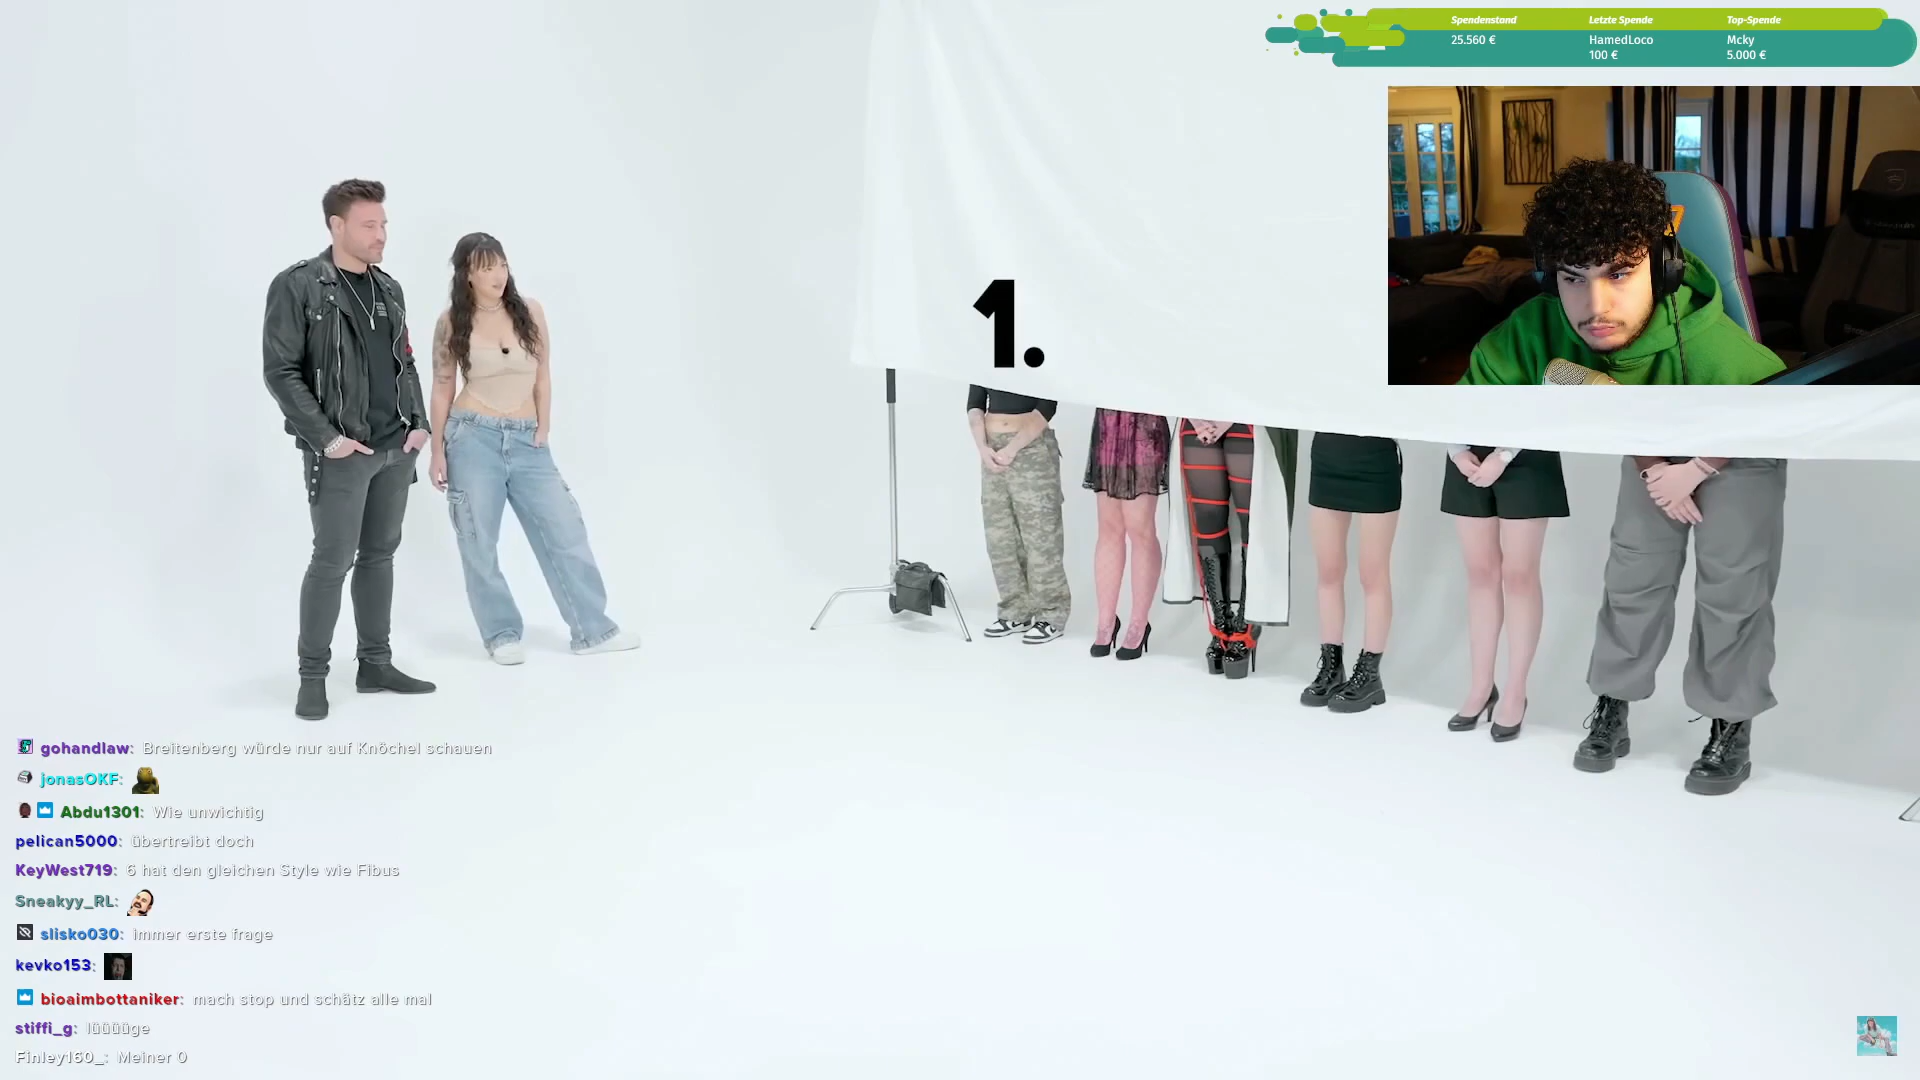 Spendenstand Letzte Spende Top-Spende
25.560 € HamedLoco Mcky
100 € 5.000 €
1.
gohandlaw: Breitenberg würde nur auf Knöchel schauen
jonasOKF:
Abdu1301: Wie unwichtig
pelican5000: übertreibt doch
KeyWest719: 6 hat den gleichen Style wie Fibus
Sneakyy_RL:
slisko030: immer erste frage
kevko153:
bioaimbottaniker: mach stop und schätz alle mal
stiffi_g: lüüüüge
Finley160_: Meiner 0